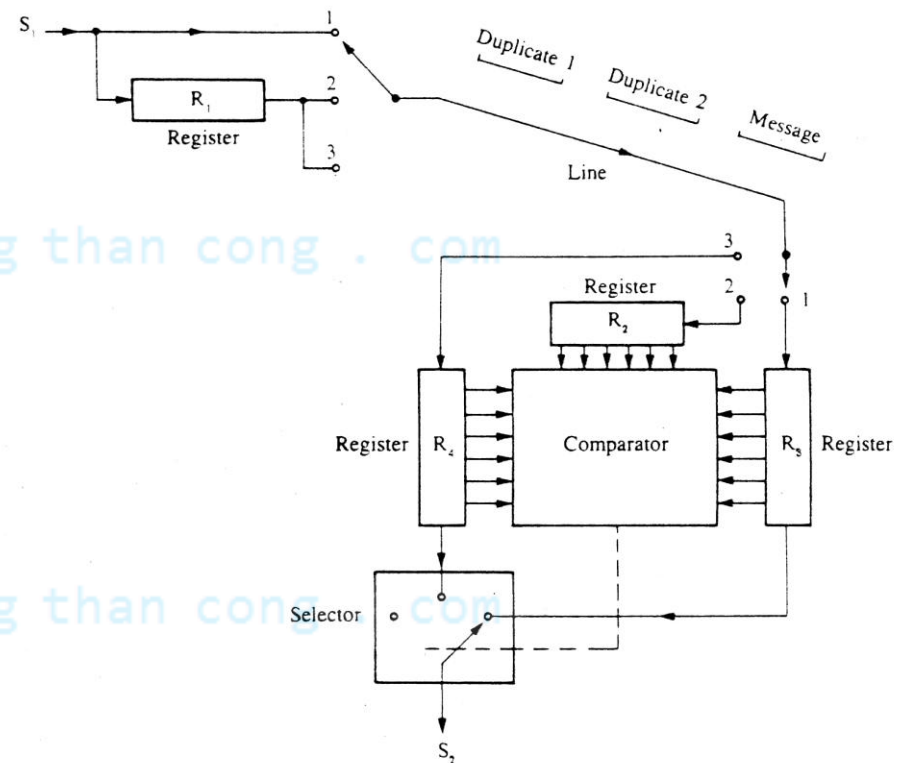 S₁
1
R₁
2
Register
3
Duplicate 1
Duplicate 2
Message
Line
g than cong . com
3
2
1
Register
R₂
Register
R₄
Comparator
R₃
Register
g than cong . com
Selector
S₂